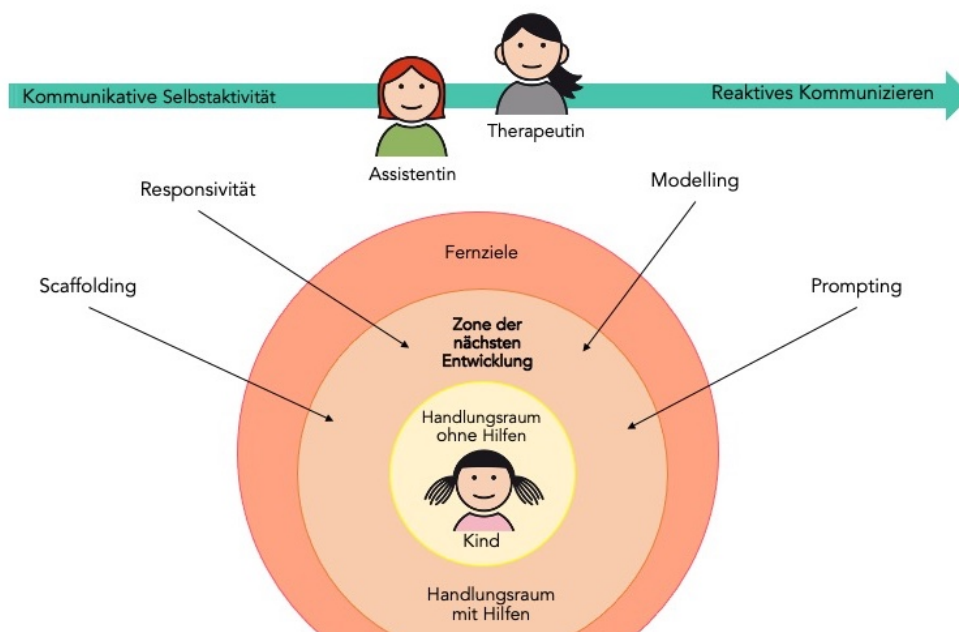 Kommunikative Selbstaktivität
Reaktives Kommunizieren
Therapeutin
Assistentin
Responsivität
Modelling
Scaffolding
Prompting
Fernziele
Zone der
nächsten
Entwicklung
Handlungsraum
ohne Hilfen
Kind
Handlungsraum
mit Hilfen